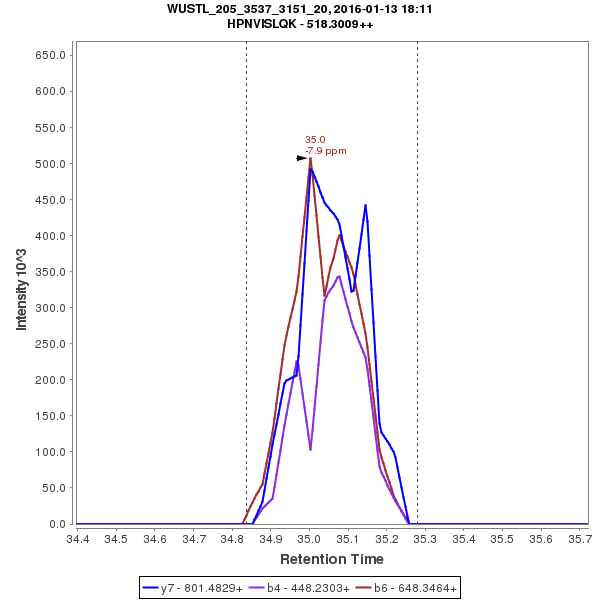 WUSTL_205_3537_3151_20, 2016-01-13 18:11
HPNVISLQK - 518.3009++
Intensity 10^3
650.0
600.0
550.0
500.0
450.0
400.0
350.0
300.0
250.0
200.0
150.0
100.0
50.0
0.0
35.0
-7.9 ppm
34.4 34.5 34.6 34.7 34.8 34.9 35.0 35.1 35.2 35.3 35.4 35.5 35.6 35.7
Retention Time
y7 - 801.4829+ b4 - 448.2303+ b6 - 648.3464+